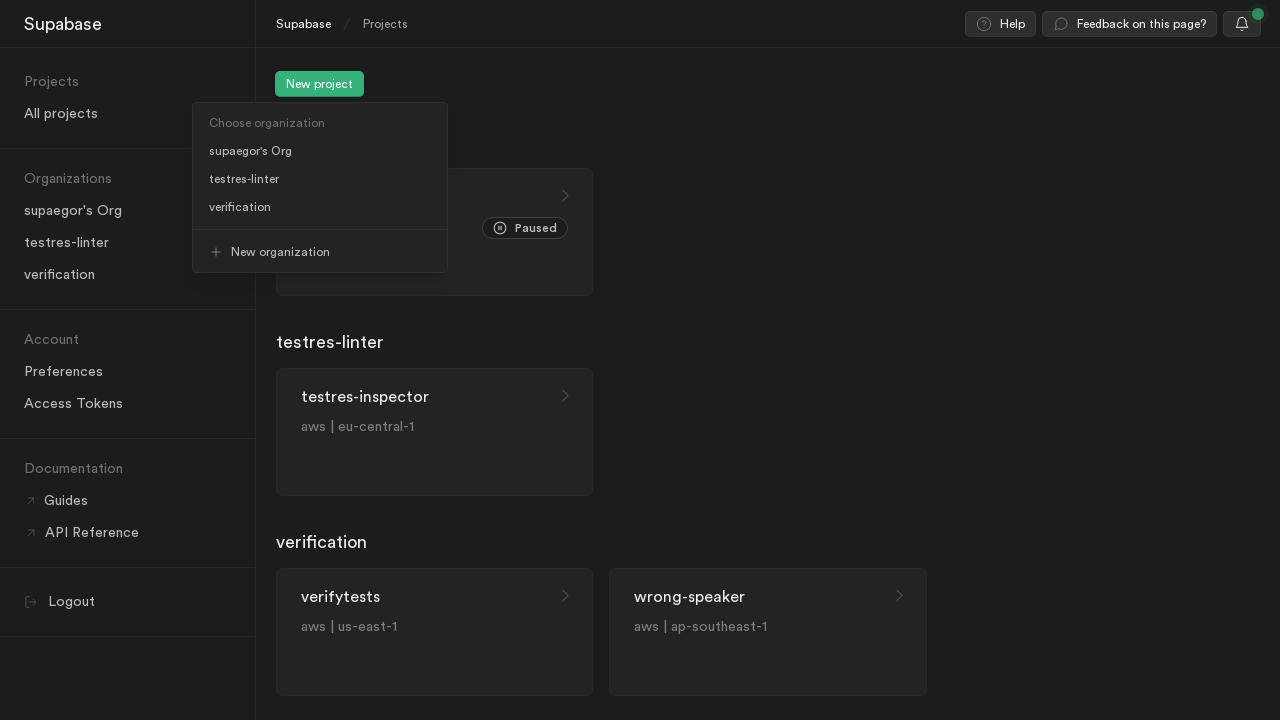 Supabase
Supabase / Projects
Help
Feedback on this page?
New project
Projects
All projects
Organizations
supaegor's Org
testres-linter
verification
Account
Preferences
Access Tokens
Documentation
Guides
API Reference
Logout
Choose organization
supaegor's Org
testres-linter
verification
New organization
Paused
testres-linter
testres-inspector
aws | eu-central-1
verification
verifytests
aws | us-east-1
wrong-speaker
aws | ap-southeast-1